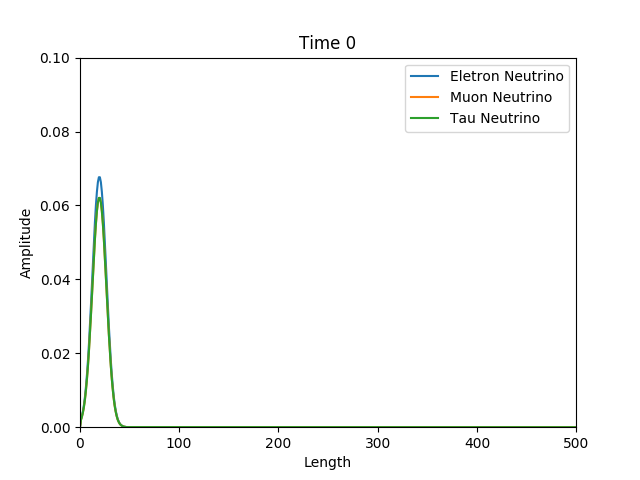 Time 0
0.10
0.08
0.06
0.04
0.02
0.00
Amplitude
0 100 200 300 400 500
Length
Eletron Neutrino
Muon Neutrino
Tau Neutrino